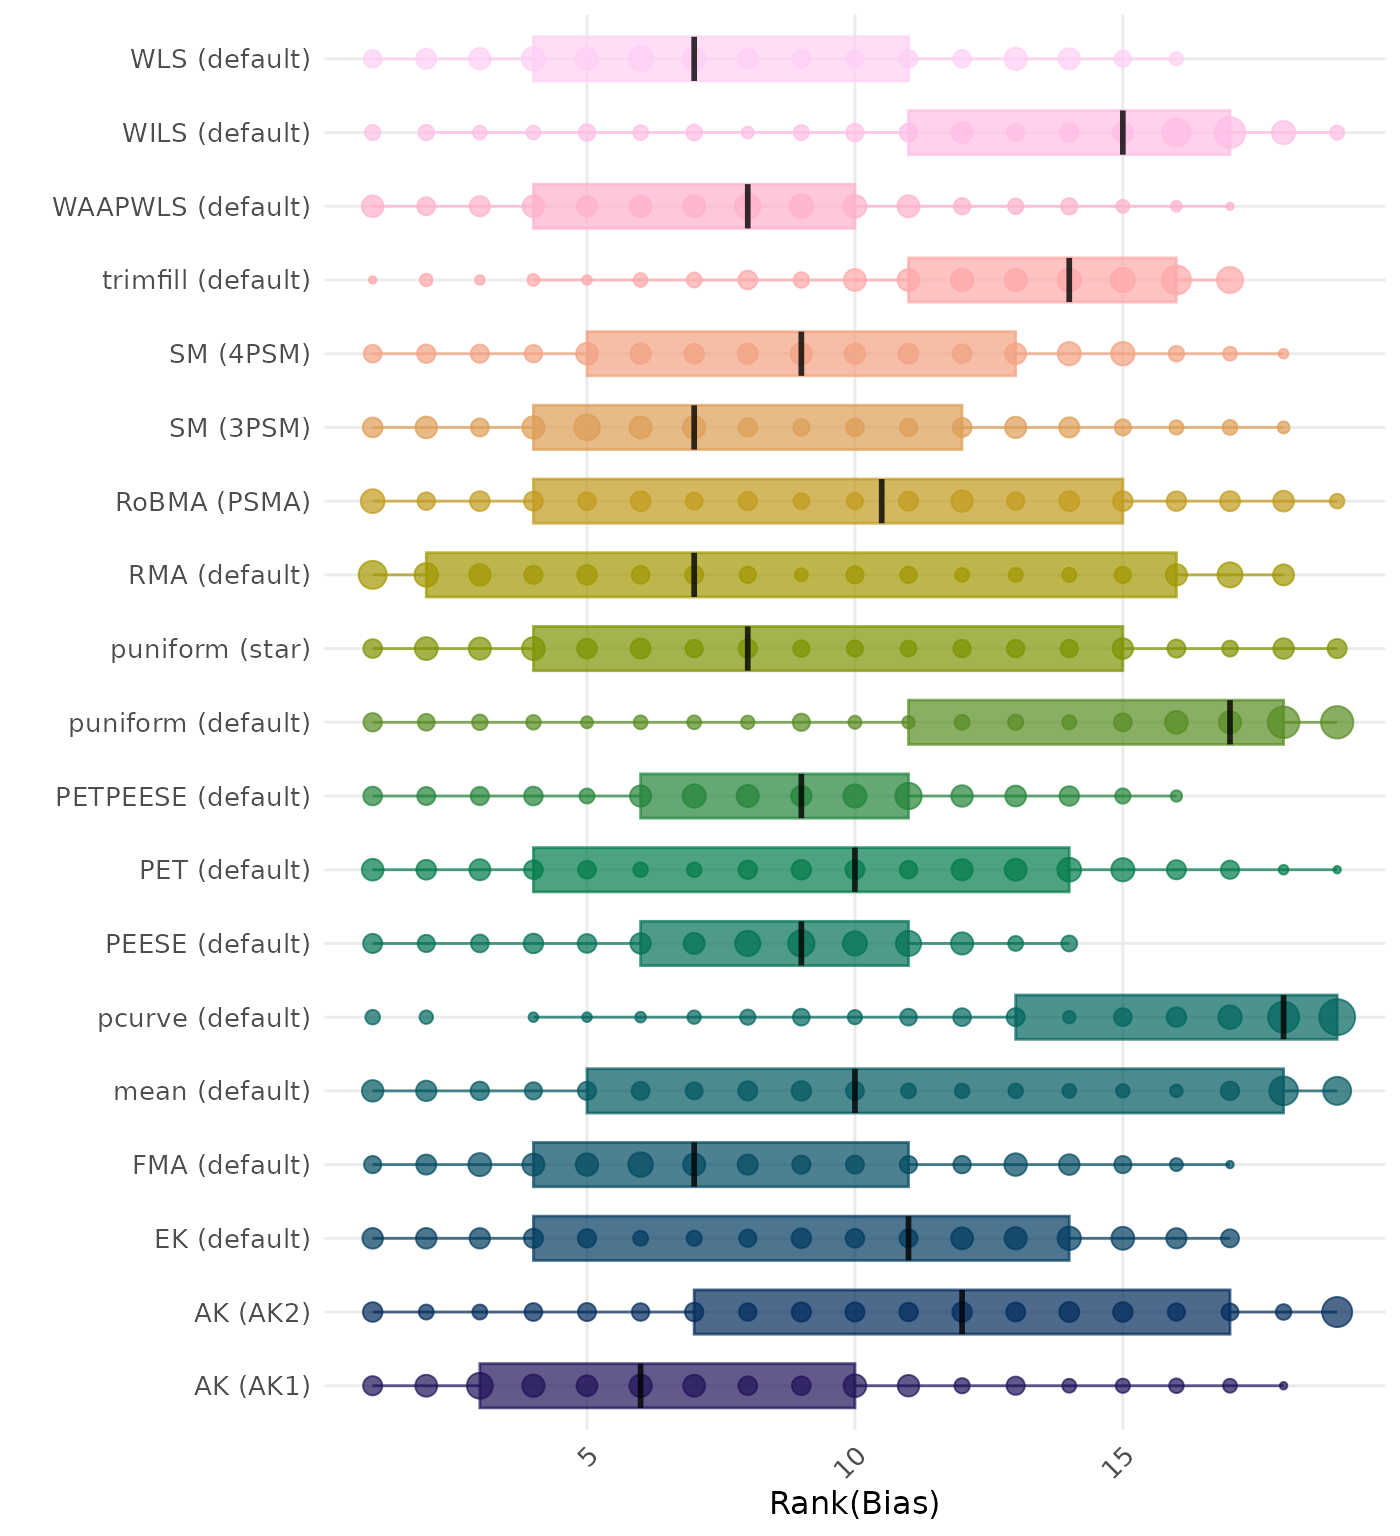 WLS (default)
WILS (default)
WAAPWLS (default)
trimfill (default)
SM (4PSM)
SM (3PSM)
RoBMA (PSMA)
RMA (default)
puniform (star)
puniform (default)
PETPEESE (default)
PET (default)
PEESE (default)
pcurve (default)
mean (default)
FMA (default)
EK (default)
AK (AK2)
AK (AK1)
5 10 15
Rank(Bias)